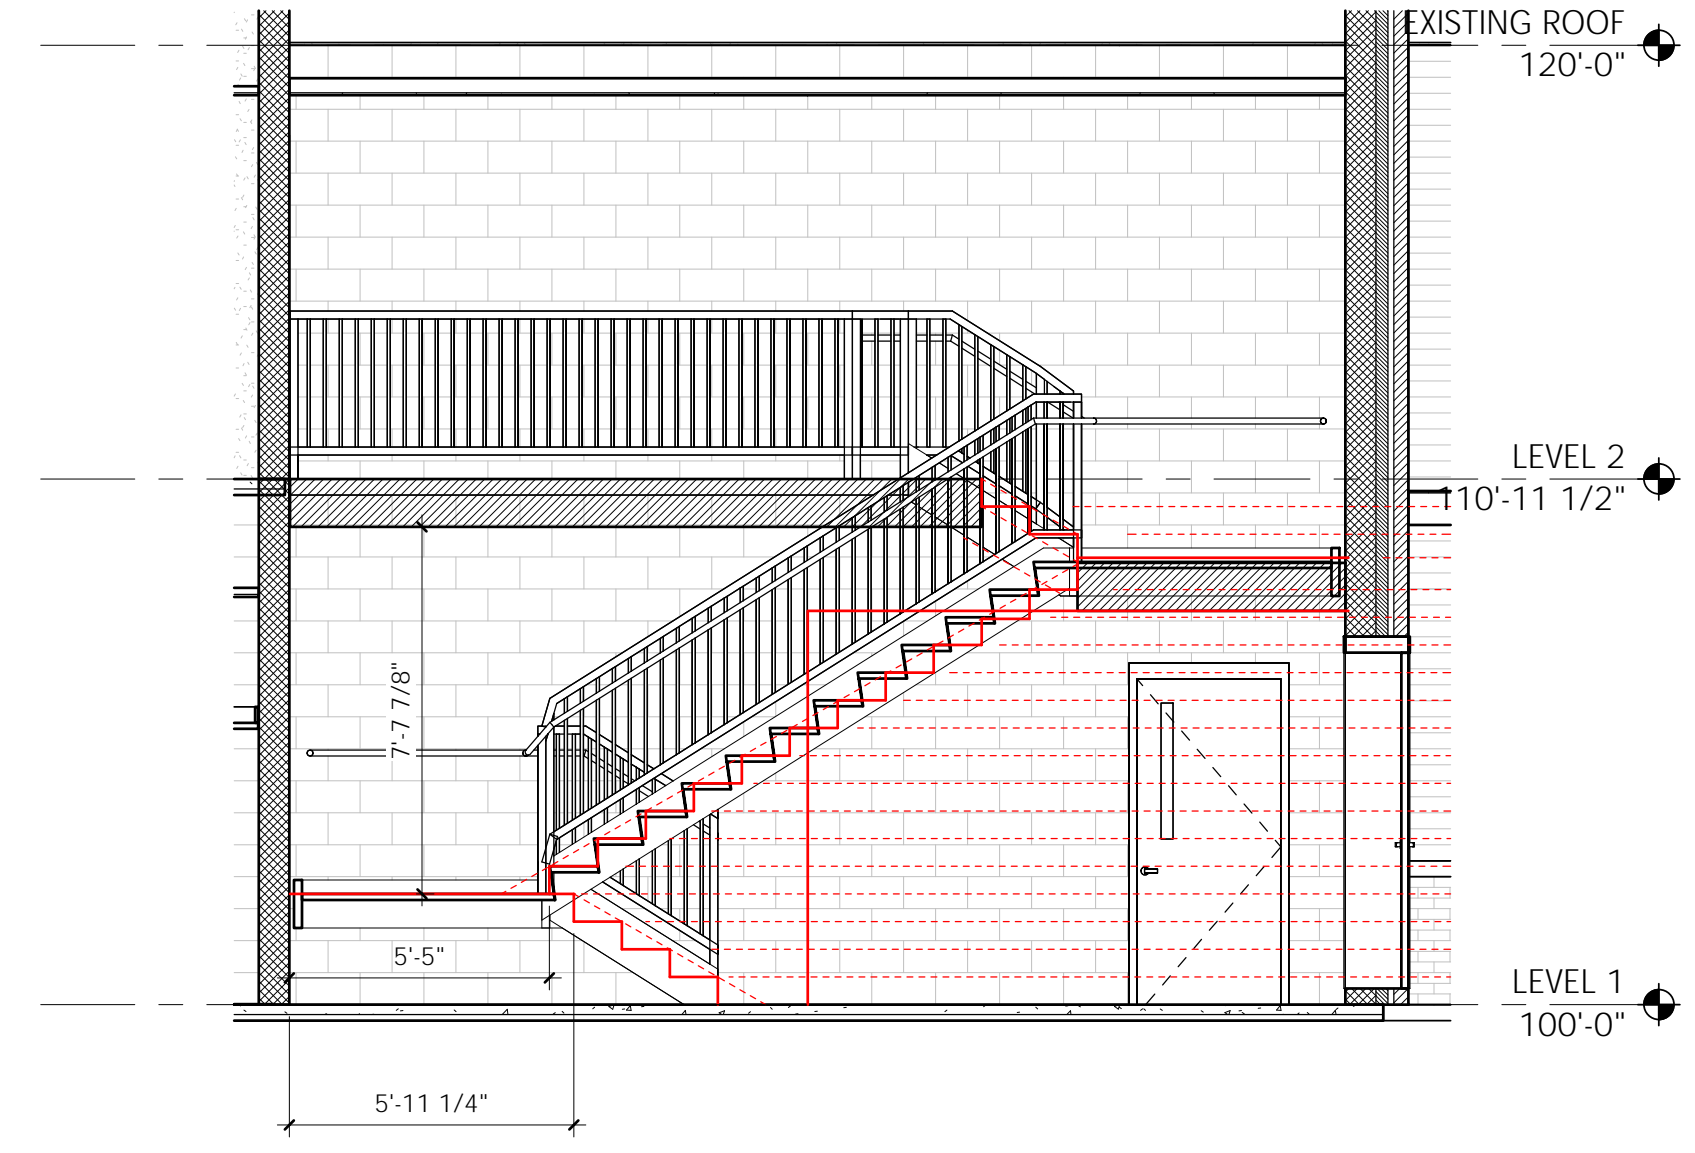 EXISTING ROOF
120'-0"
LEVEL 2
110'-11 1/2"
7'-7 7/8"
5'-5"
LEVEL 1
100'-0"
5'-11 1/4"